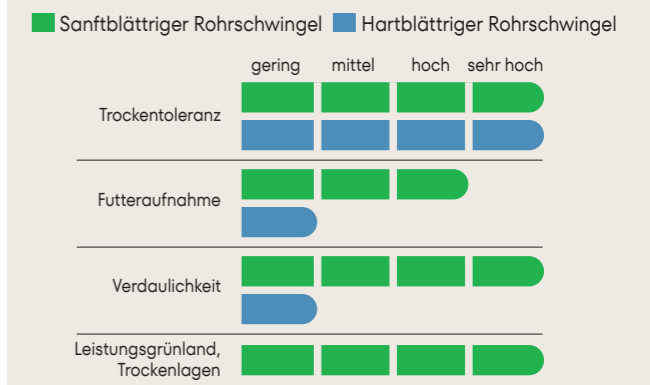 Sanftblättriger Rohrschwingel Hartblättriger Rohrschwingel
gering mittel hoch sehr hoch
Trockentoleranz
Futteraufnahme
Verdaulichkeit
Leistungsgrünland,
Trockenlagen